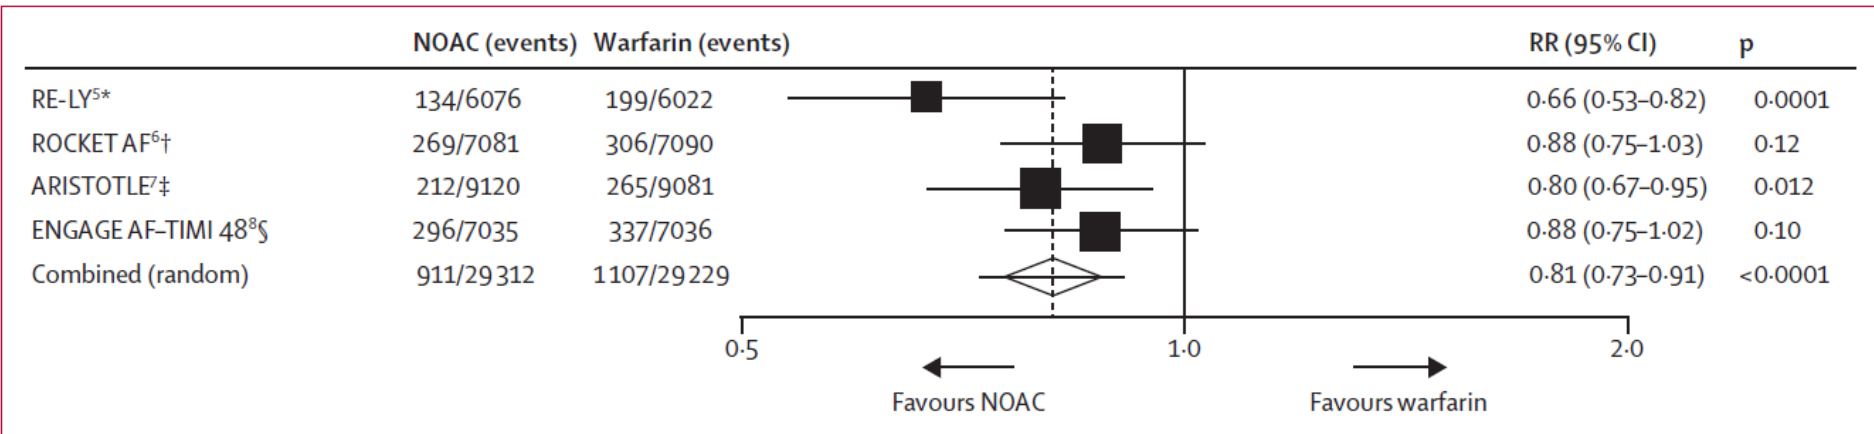 NOAC (events) Warfarin (events) RR (95% CI) p
RE-LY⁵* 134/6076 199/6022 0·66 (0·53–0·82) 0·0001
ROCKET AF⁶† 269/7081 306/7090 0·88 (0·75–1·03) 0·12
ARISTOTLE⁷‡ 212/9120 265/9081 0·80 (0·67–0·95) 0·012
ENGAGE AF–TIMI 48⁸§ 296/7035 337/7036 0·88 (0·75–1·02) 0·10
Combined (random) 911/29 312 1107/29 229 0·81 (0·73–0·91) <0·0001
0·5 1·0 2·0
Favours NOAC Favours warfarin